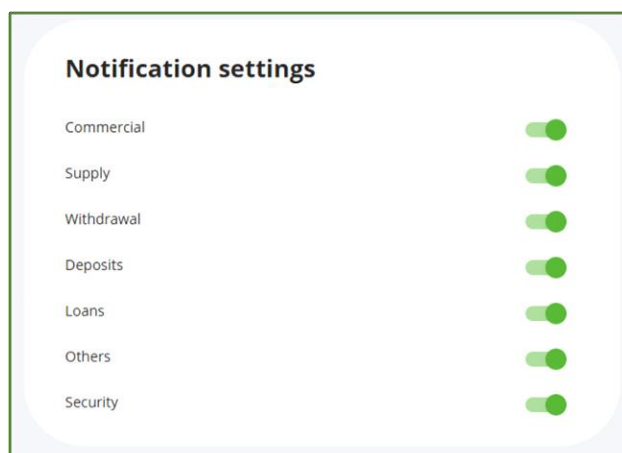 Notification settings
Commercial
Supply
Withdrawal
Deposits
Loans
Others
Security